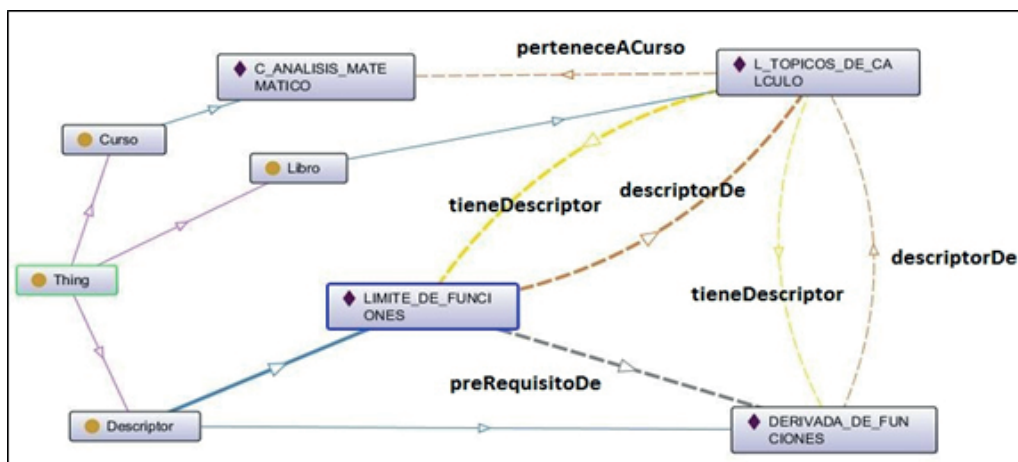 perteneceACurso
C_ANALISIS_MATE
MATICO
L_TOPICOS_DE_CA
LCULO
Curso
Libro
tieneDescriptor
descriptorDe
descriptorDe
Thing
tieneDescriptor
LIMITE_DE_FUNCI
ONES
preRequisitoDe
Descriptor
DERIVADA_DE_FUN
CIONES